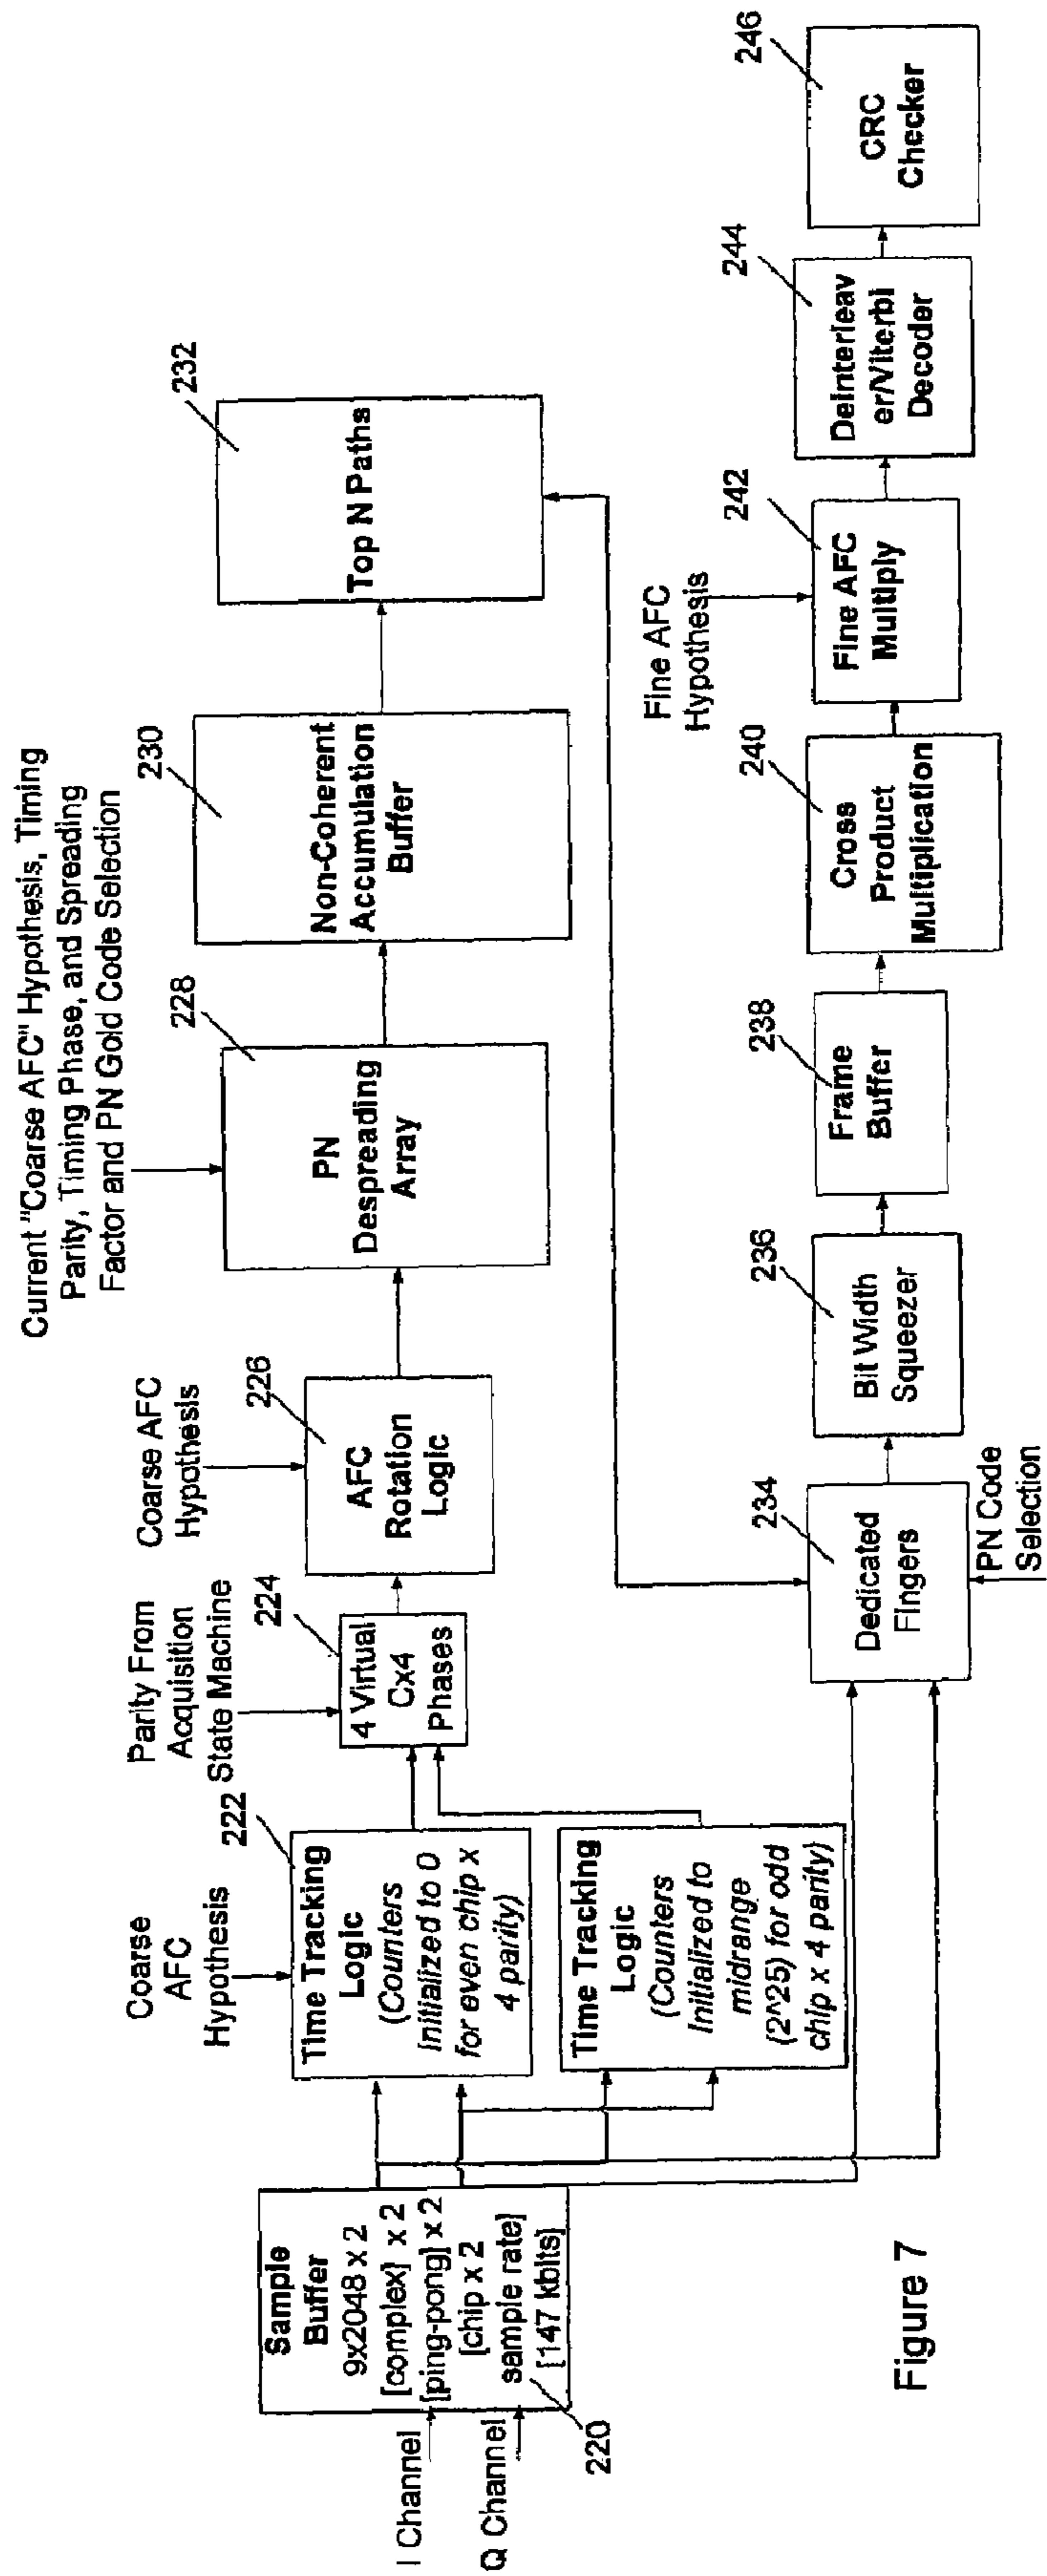 Current "Coarse AFC" Hypothesis, Timing
Parity, Timing Phase, and Spreading
Factor and PN Gold Code Selection
I Channel
Q Channel
Sample
Buffer
9x2048 x 2
[complex] x 2
[ping-pong] x 2
[chip x 2
sample rate]
[147 kbits]
220
Coarse
AFC
Hypothesis
222
Time Tracking
Logic
(Counters
Initialized to 0
for even chip x
4 parity)
Time Tracking
Logic
(Counters
Initialized to
midrange
(2^25) for odd
chip x 4 parity)
Parity From
Acquisition
State Machine
224
4 Virtual
Cx4
Phases
Coarse AFC
Hypothesis
226
AFC
Rotation
Logic
228
PN
Despreading
Array
230
Non-Coherent
Accumulation
Buffer
232
Top N Paths
234
Dedicated
Fingers
PN Code
Selection
236
Bit Width
Squeezer
238
Frame
Buffer
240
Cross
Product
Multiplication
Fine AFC
Hypothesis
242
Fine AFC
Multiply
244
Deinterleav
er/Viterbi
Decoder
246
CRC
Checker
Figure 7